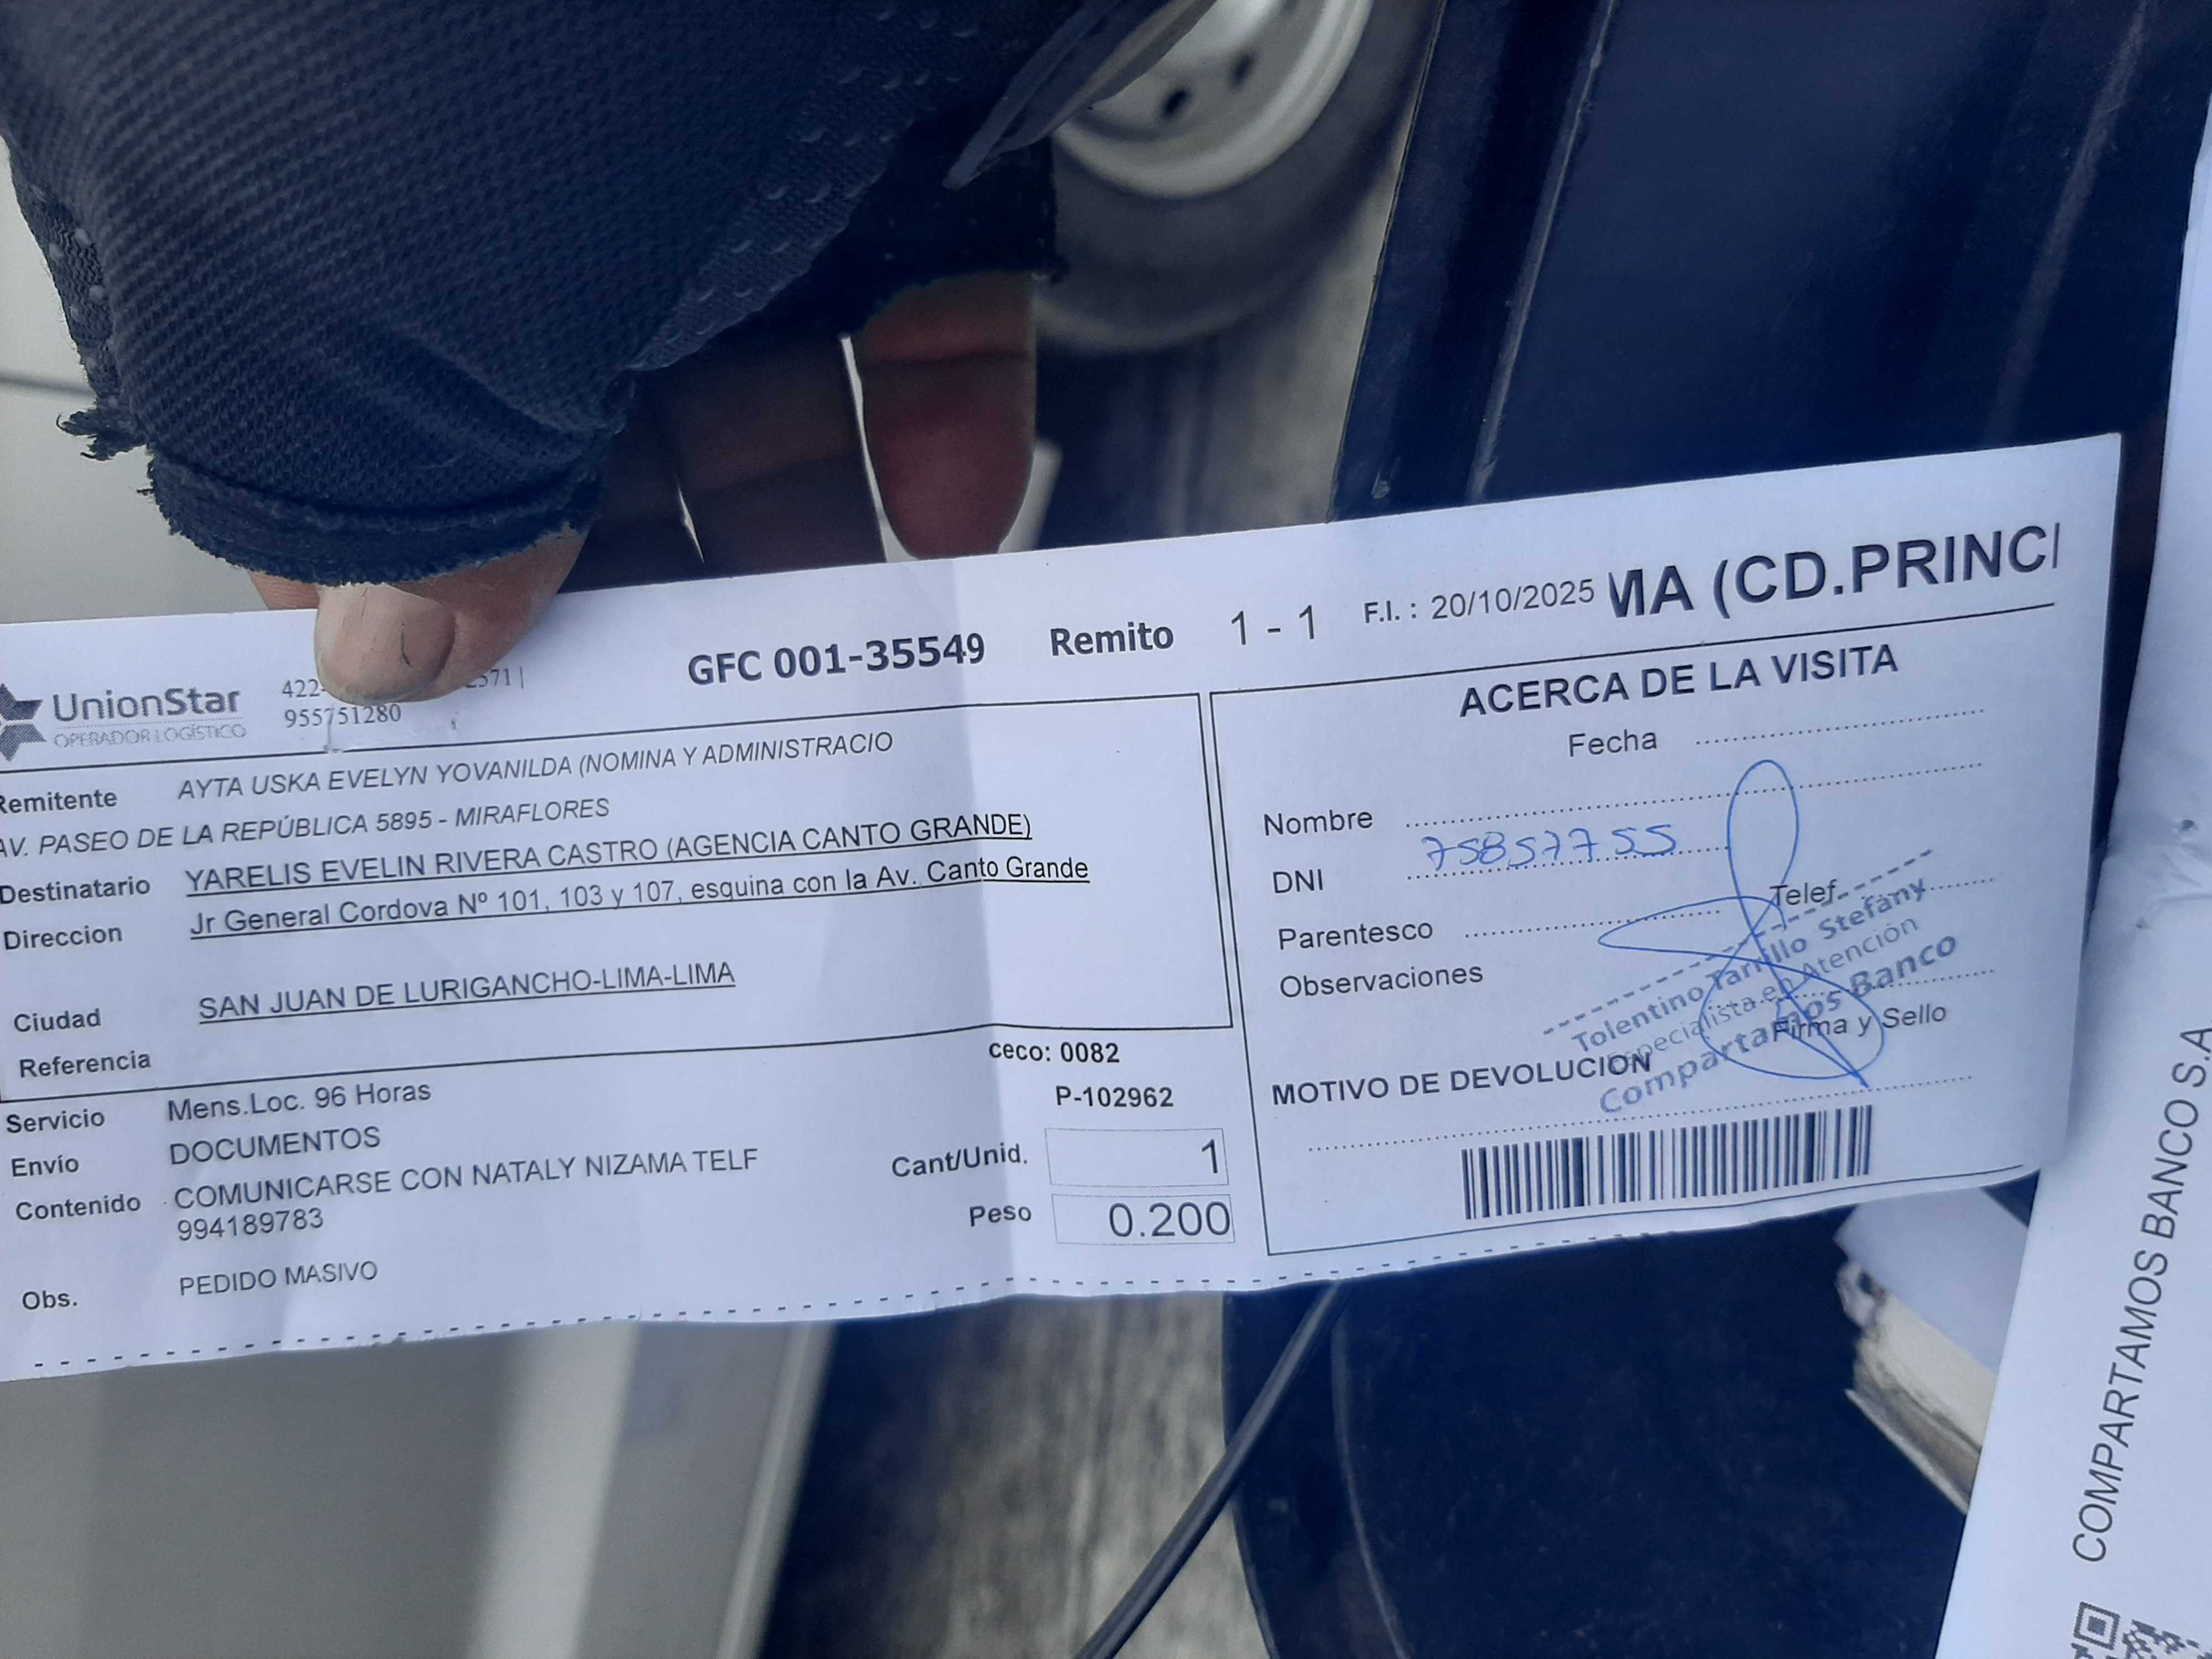 GFC 001-35549 Remito 1 - 1 F.I. : 20/10/2025 MA (CD.PRINCI
UnionStar
OPERADOR LOGÍSTICO
422
2571 |
955751280
Remitente AYTA USKA EVELYN YOVANILDA (NOMINA Y ADMINISTRACIO
AV. PASEO DE LA REPÚBLICA 5895 - MIRAFLORES
Destinatario YARELIS EVELIN RIVERA CASTRO (AGENCIA CANTO GRANDE)
Direccion Jr General Cordova Nº 101, 103 y 107, esquina con la Av. Canto Grande
Ciudad SAN JUAN DE LURIGANCHO-LIMA-LIMA
Referencia
ceco: 0082
Servicio Mens.Loc. 96 Horas
P-102962
Envío DOCUMENTOS
Cant/Unid. 1
Contenido COMUNICARSE CON NATALY NIZAMA TELF
994189783
Peso 0.200
Obs. PEDIDO MASIVO
ACERCA DE LA VISITA
Fecha
Nombre
DNI 75857755
Telef.
Parentesco
Observaciones
Tolentino Tarrillo Stefany
Especialista en Atención
Compartamos Banco
Firma y Sello
MOTIVO DE DEVOLUCION
COMPARTAMOS BANCO S.A